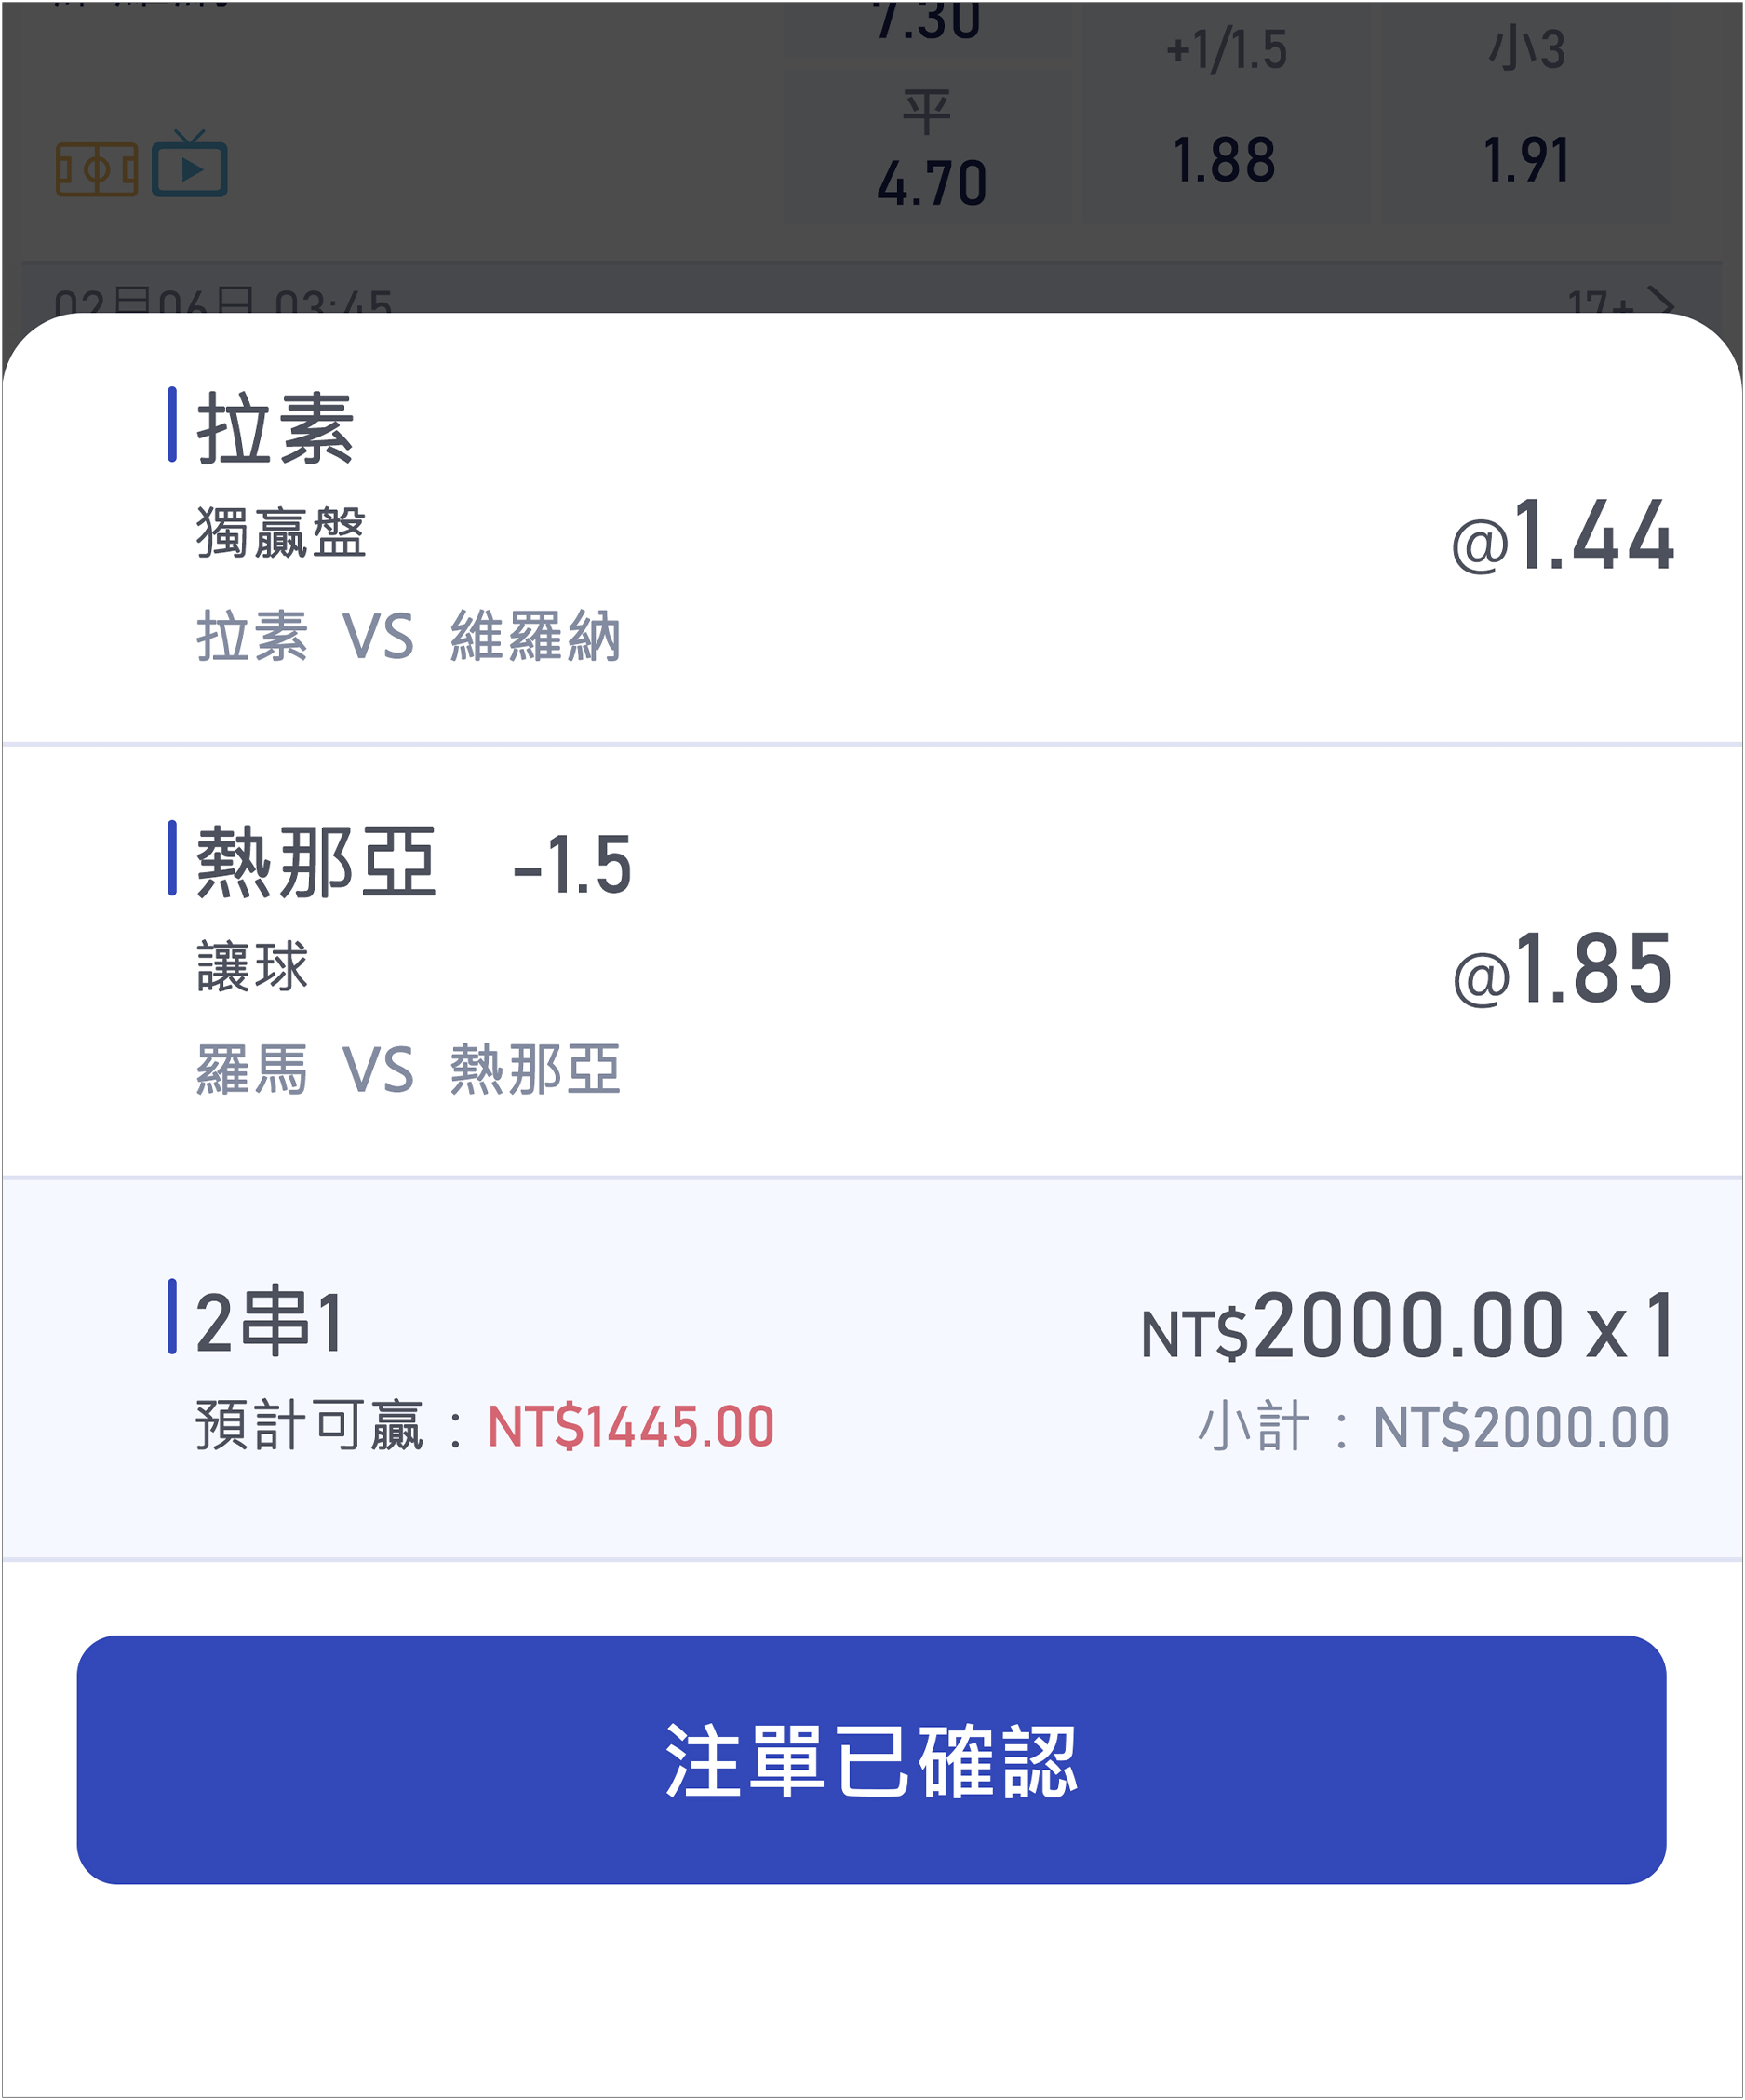 7.30
+1/1.5 小3
平
1.88 1.91
4.70
02月06日 03:45 17+
拉素
獨贏盤
@1.44
拉素 VS 維羅納
熱那亞 -1.5
讓球
@1.85
羅馬 VS 熱那亞
2串1 NT$2000.00 x 1
預計可贏：NT$1445.00 小計：NT$2000.00
注單已確認